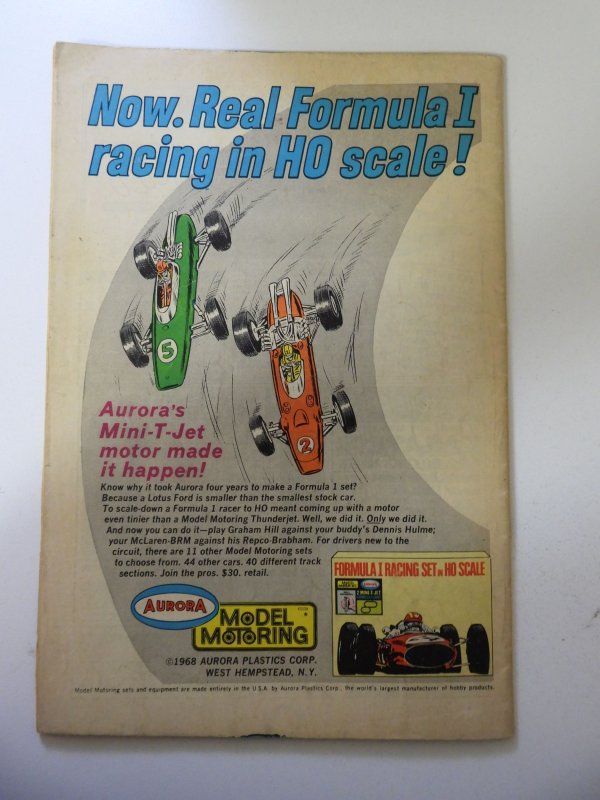 Now. Real Formula I
racing in HO scale!
5
2
Aurora's
Mini-T-Jet
motor made
it happen!
Know why it took Aurora four years to make a Formula 1 set?
Because a Lotus Ford is smaller than the smallest stock car.
To scale-down a Formula 1 racer to HO meant coming up with a motor
even tinier than a Model Motoring Thunderjet. Well, we did it. Only we did it.
And now you can do it—play Graham Hill against your buddy's Dennis Hulme;
your McLaren-BRM against his Repco-Brabham. For drivers new to the
circuit, there are 11 other Model Motoring sets
to choose from. 44 other cars. 40 different track
sections. Join the pros. $30. retail.
FORMULA I RACING SET IN HO SCALE
2 MINI-T-JET
AURORA
MODEL
MOTORING
©1968 AURORA PLASTICS CORP.
WEST HEMPSTEAD, N.Y.
Model Motoring sets and equipment are made entirely in the U.S.A. by Aurora Plastics Corp., the world's largest manufacturer of hobby products.